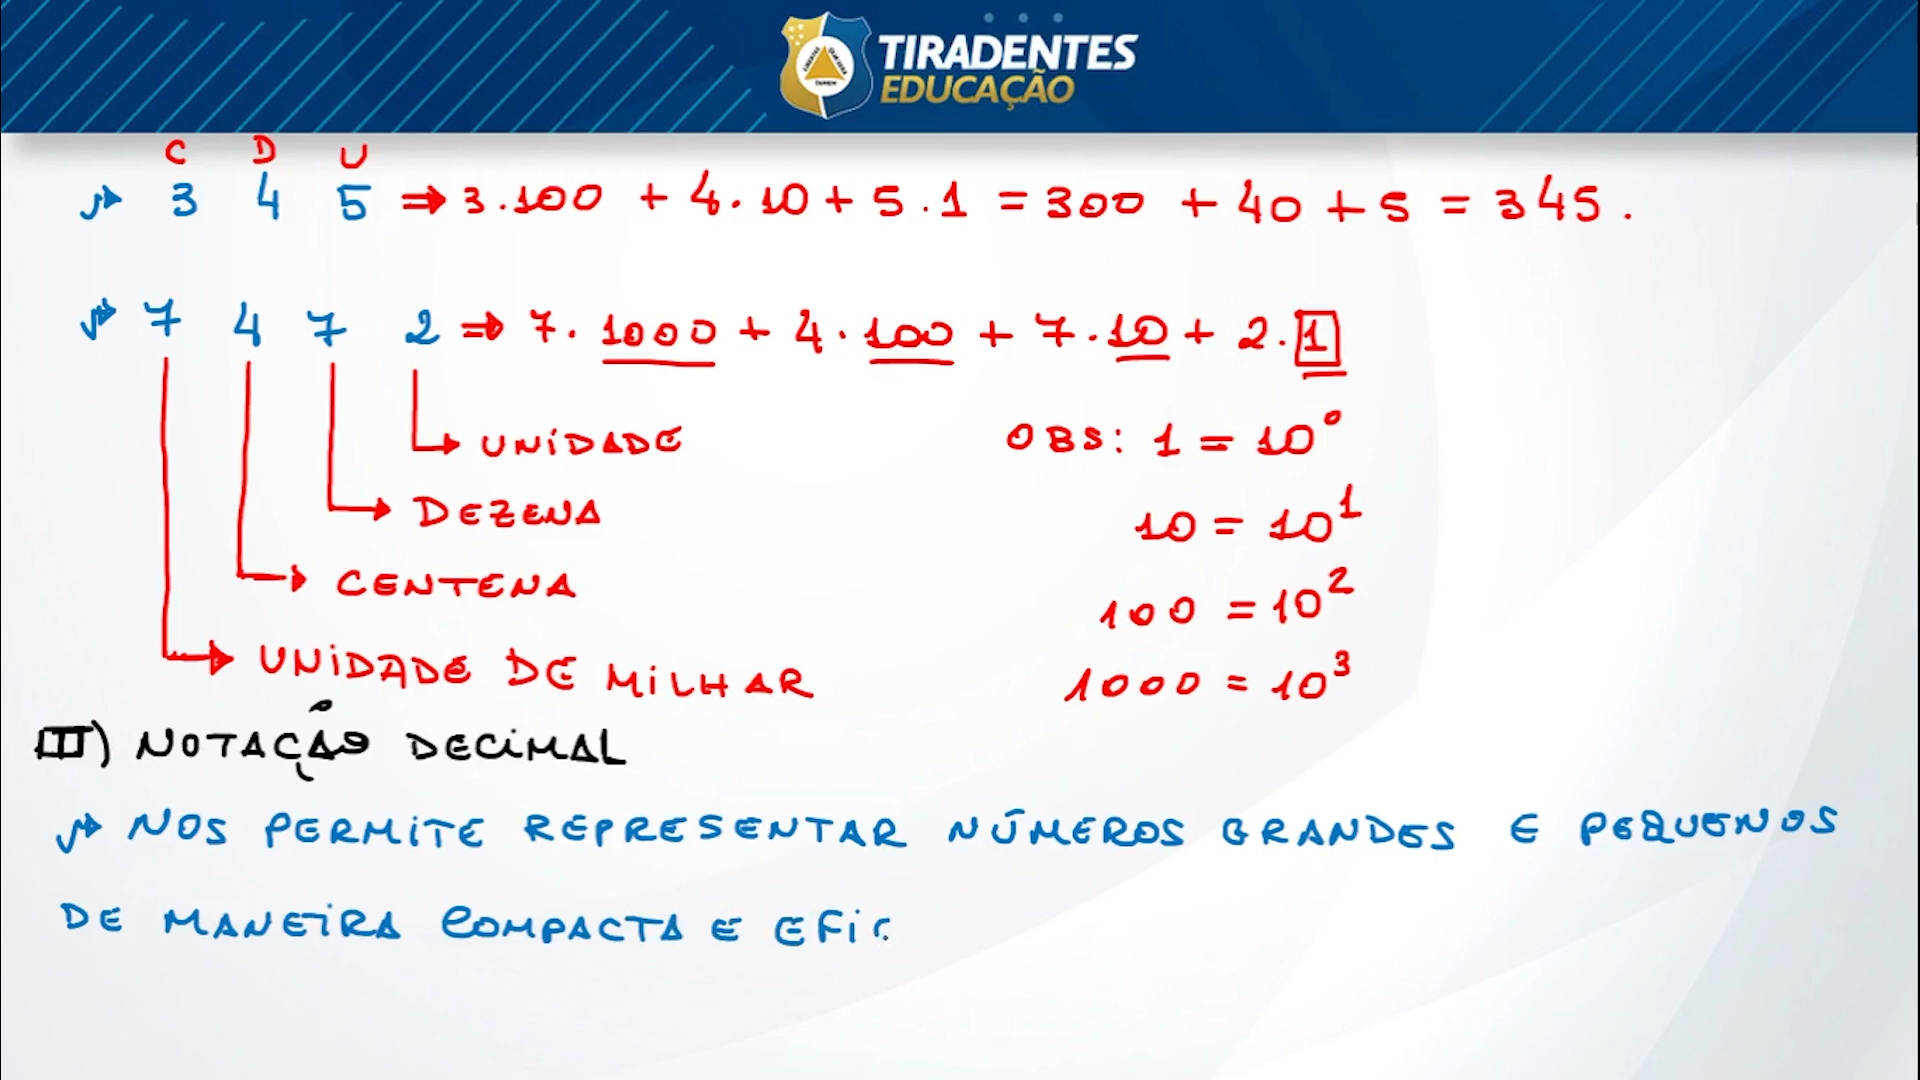 TIRADENTES
EDUCAÇÃO
C D U
3 4 5 ⇒ 3.100 + 4.10 + 5.1 = 300 + 40 + 5 = 345.
7 4 7 2 ⇒ 7.1000 + 4.100 + 7.10 + 2.1
UNIDADE
OBS: 1 = 10⁰
DEZENA
10 = 10¹
CENTENA
100 = 10²
UNIDADE DE MILHAR
1000 = 10³
III) NOTAÇÃO DECIMAL
NOS PERMITE REPRESENTAR NÚMEROS GRANDES E PEQUENOS
DE MANEIRA COMPACTA E EFIC